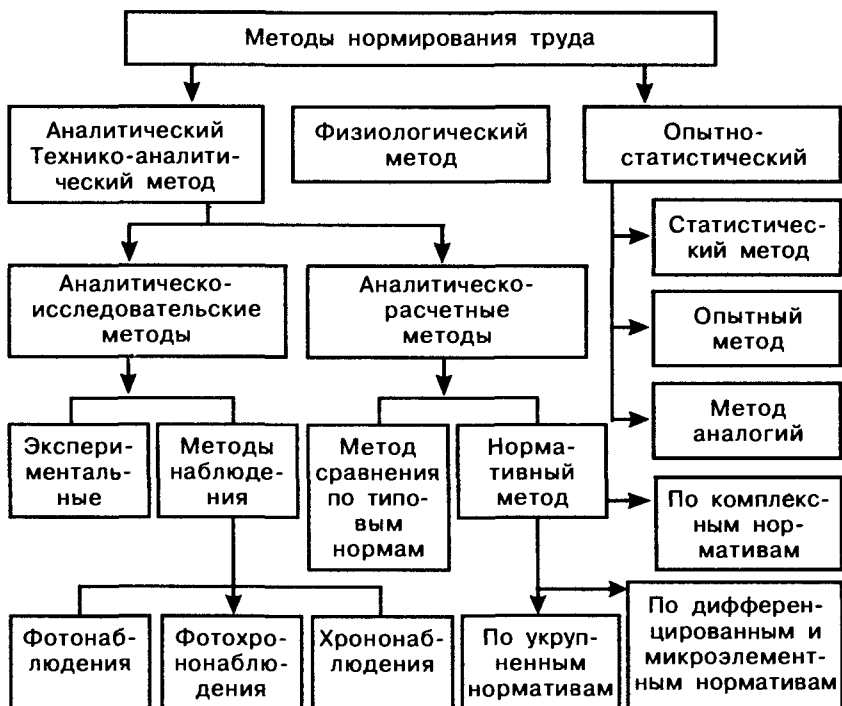 Методы нормирования труда
Аналитический
Технико-аналити-
ческий метод
Физиологический
метод
Опытно-
статистический
Статистичес-
кий метод
Опытный
метод
Метод
аналогий
Аналитическо-
исследовательские
методы
Аналитическо-
расчетные
методы
Экспери-
менталь-
ные
Методы
наблюде-
ния
Метод
сравнения
по типо-
вым
нормам
Нор-
мативный
метод
По комплекс-
ным нор-
мативам
Фотонаб-
людения
Фотохро-
нонаблю-
дения
Хрононаб-
людения
По укруп-
ненным
нормативам
По дифферен-
цированным и
микроэлемент-
ным нормативам